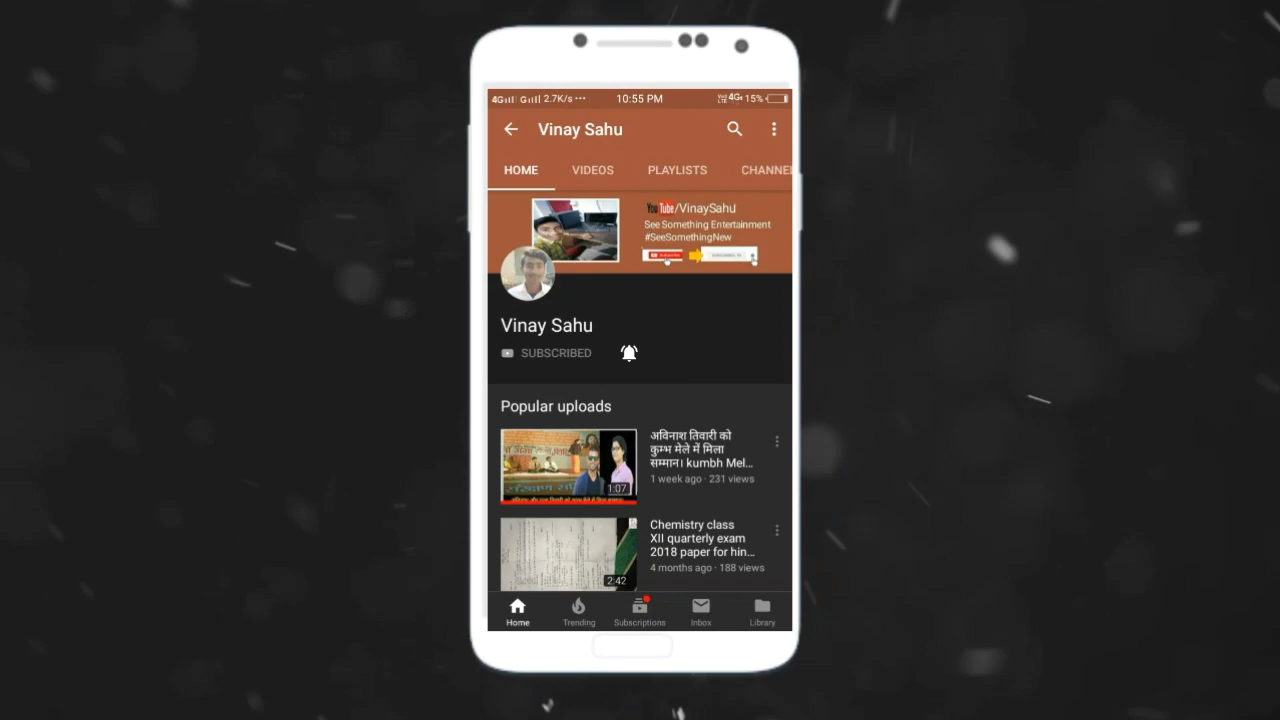 4G G 2.7K/s ··· 10:55 PM VoLTE 4G 15%
Vinay Sahu
HOME VIDEOS PLAYLISTS CHANNEL
YouTube/VinaySahu
See Something Entertainment
#SeeSomethingNew
Vinay Sahu
SUBSCRIBED
Popular uploads
अविनाश तिवारी को
कुम्भ मेले में मिला
सम्मान। kumbh Mel...
1 week ago · 231 views
1:07
Chemistry class
XII quarterly exam
2018 paper for hin...
4 months ago · 188 views
2:42
Home Trending Subscriptions Inbox Library